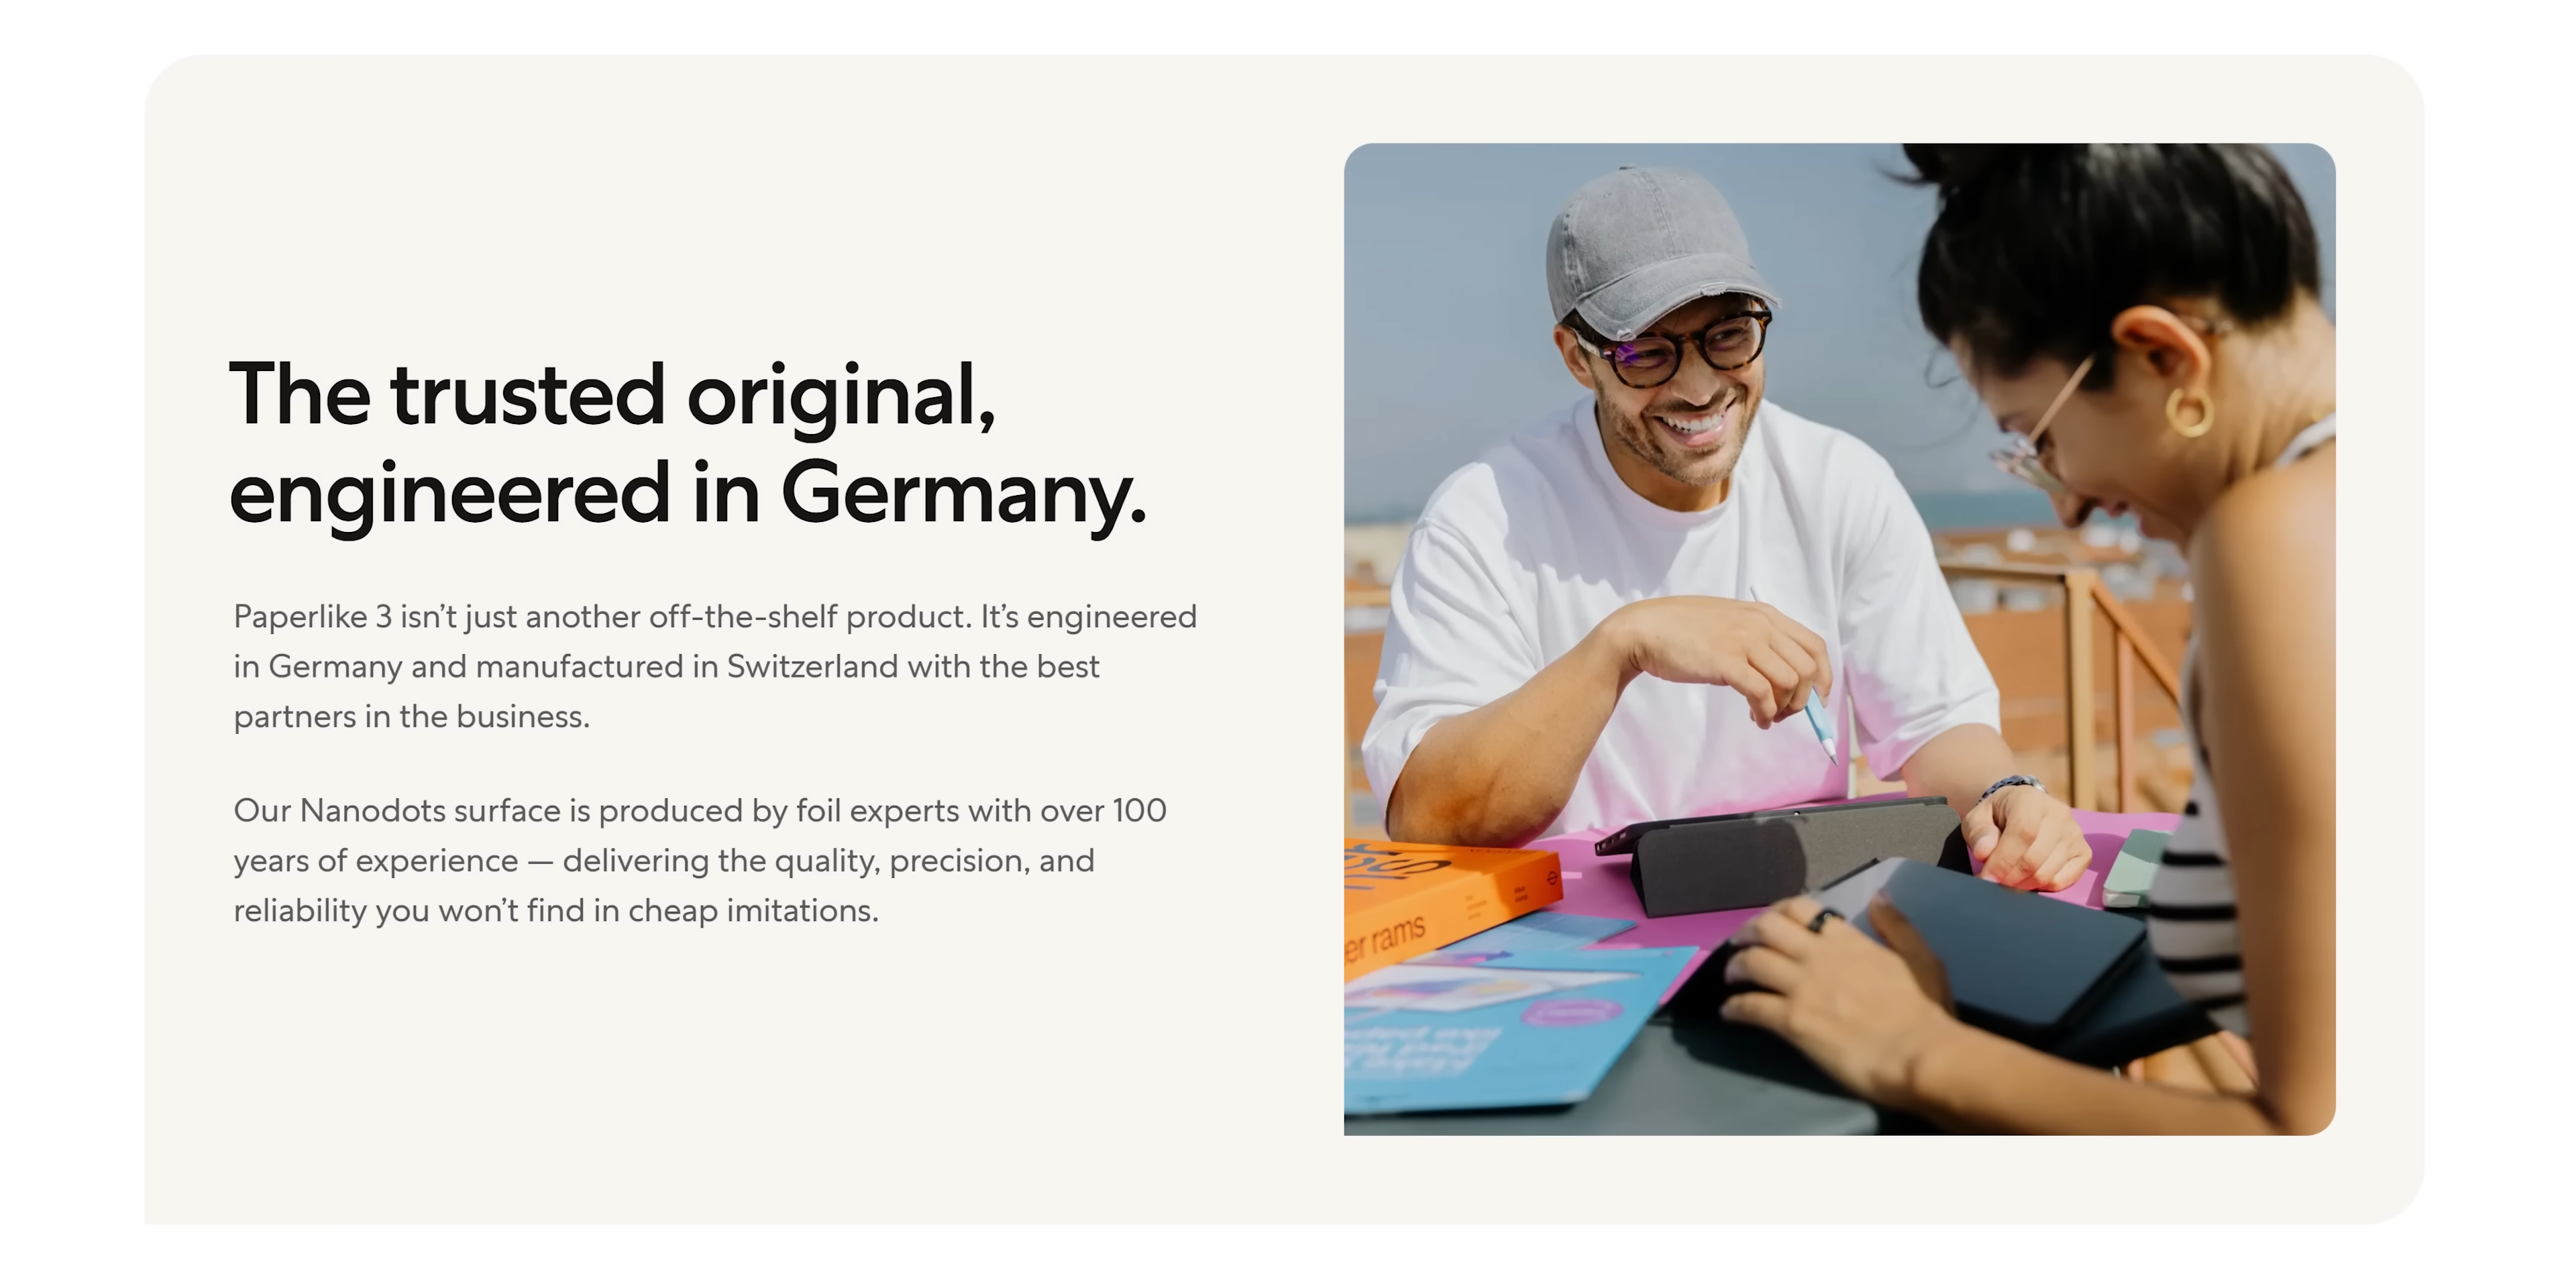 The trusted original,
engineered in Germany.
Paperlike 3 isn’t just another off-the-shelf product. It’s engineered
in Germany and manufactured in Switzerland with the best
partners in the business.
Our Nanodots surface is produced by foil experts with over 100
years of experience — delivering the quality, precision, and
reliability you won’t find in cheap imitations.
er rams